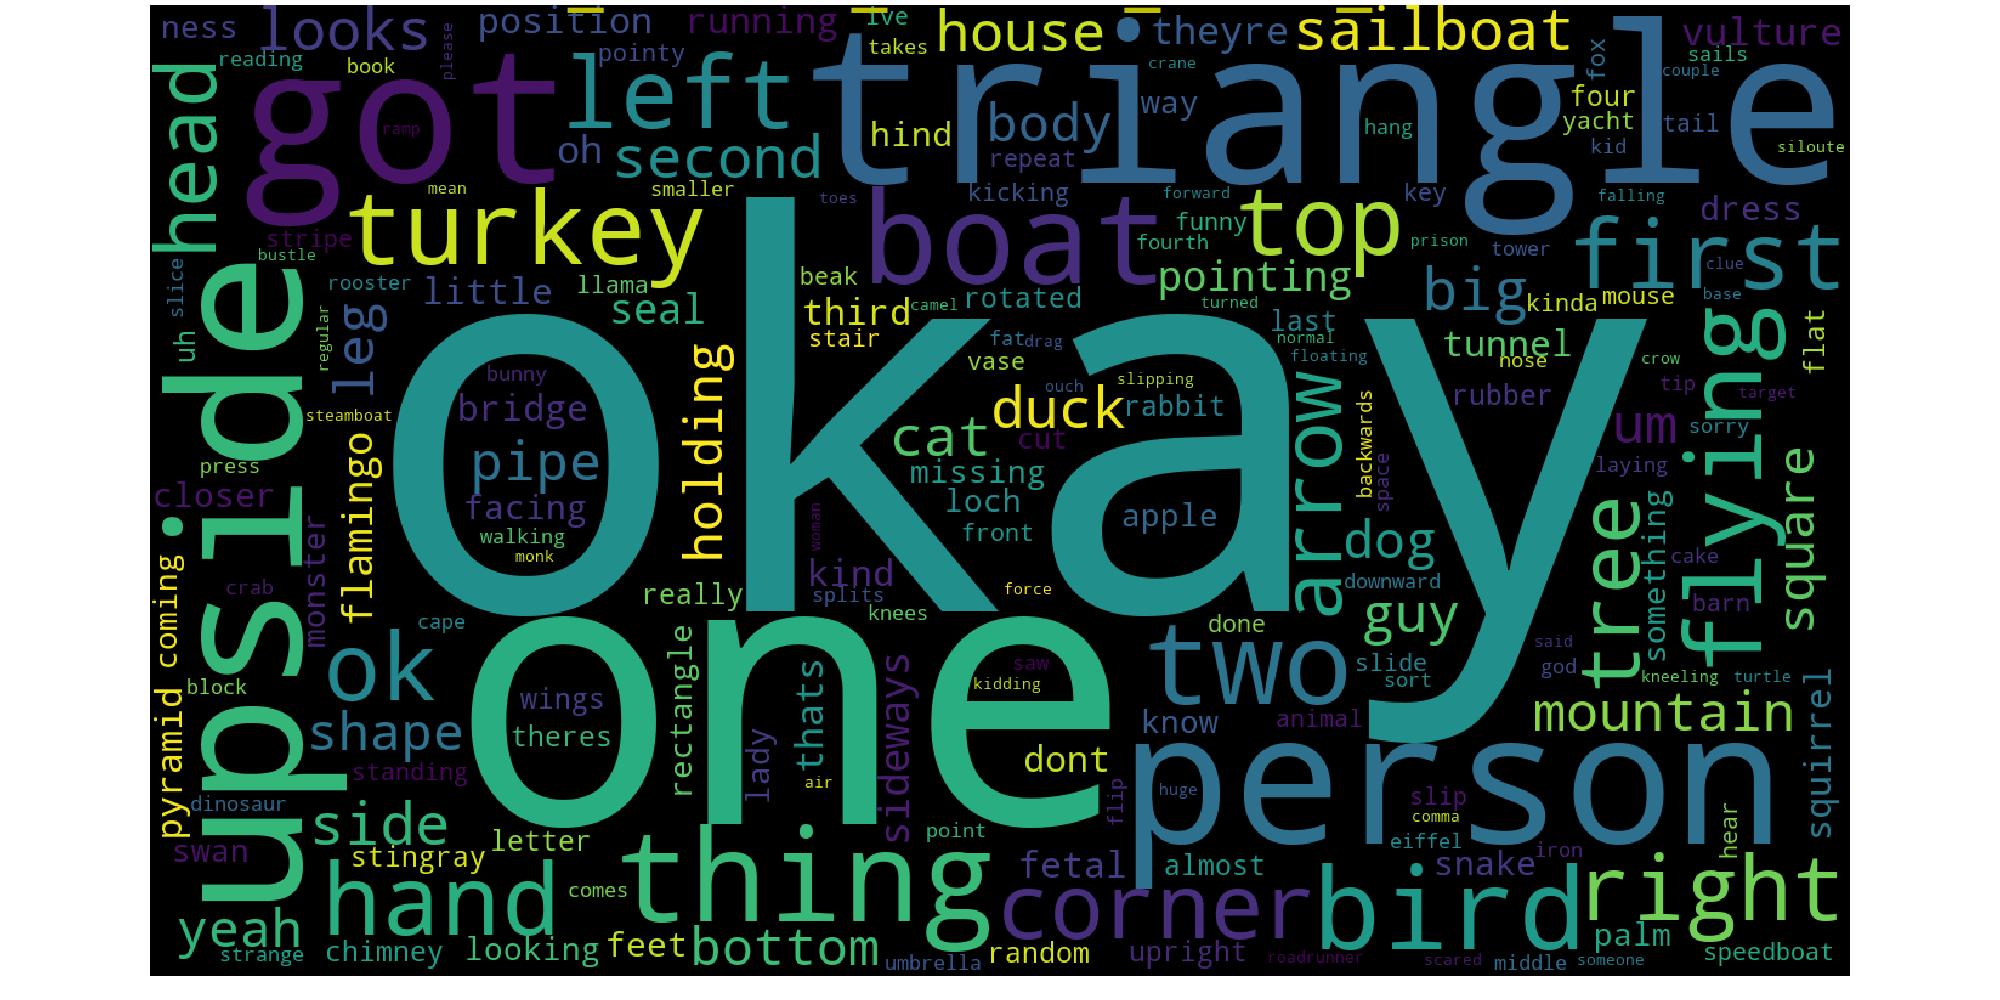 ness
looks
position
running
ive
house
theyre
sailboat
vulture
reading
book
please
pointy
takes
crane
fox
couple
sails
head
got
left
triangle
way
four
yacht
tail
ramp
oh
second
hind
body
repeat
hang
kid
siloute
mean
smaller
toes
kicking
forward
key
falling
dress
stripe
turkey
boat
funny
fourth
top
prison
tower
first
bustle
slice
rooster
little
llama
beak
pointing
clue
upside
uh
regular
leg
seal
third
camel
rotated
turned
big
kinda
mouse
base
flying
flat
stair
fat
drag
last
normal
floating
tunnel
nose
crow
okay
bunny
holding
vase
ouch
slipping
arrow
rubber
tip
target
steamboat
bridge
duck
rabbit
backwards
um
sorry
flamingo
pipe
cat
cut
missing
space
laying
press
closer
facing
loch
apple
tree
square
walking
monk
woman
front
dog
something
monster
pyramid
coming
crab
really
kind
splits
knees
force
downward
cake
barn
cape
ok
one
done
two
guy
said
god
kneeling
turtle
block
shape
wings
theres
rectangle
lady
thats
sideways
saw
kidding
know
animal
slide
sort
mountain
squirrel
standing
air
dont
flip
huge
person
slip
comma
dinosaur
side
letter
point
eiffel
hear
swan
stingray
thing
fetal
almost
snake
iron
hand
comes
corner
bird
right
yeah
strange
chimney
looking
feet
bottom
umbrella
random
upright
roadrunner
scared
middle
someone
palm
speedboat